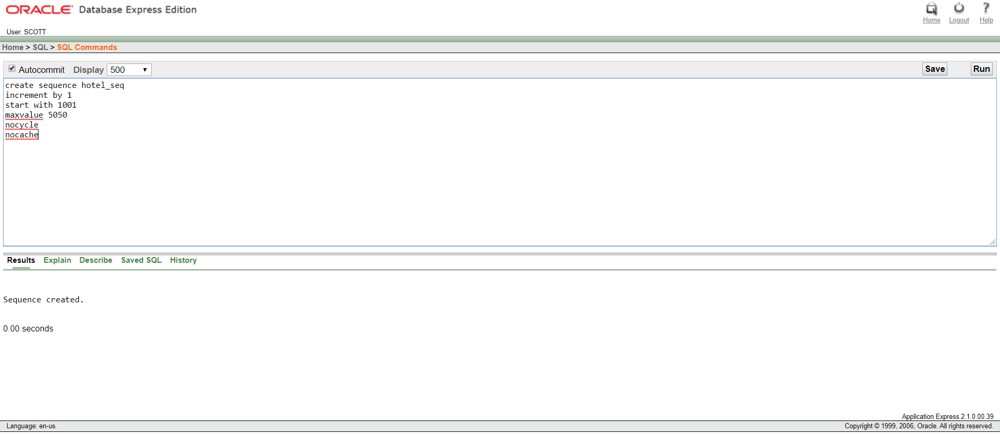 ORACLE Database Express Edition
Home Logout Help
User: SCOTT
Home > SQL > SQL Commands
Autocommit Display 500 Save Run
create sequence hotel_seq
increment by 1
start with 1001
maxvalue 5050
nocycle
nocache
Results Explain Describe Saved SQL History
Sequence created.
0.00 seconds
Application Express 2.1.0.00.39
Language: en-us Copyright © 1999, 2006, Oracle. All rights reserved.